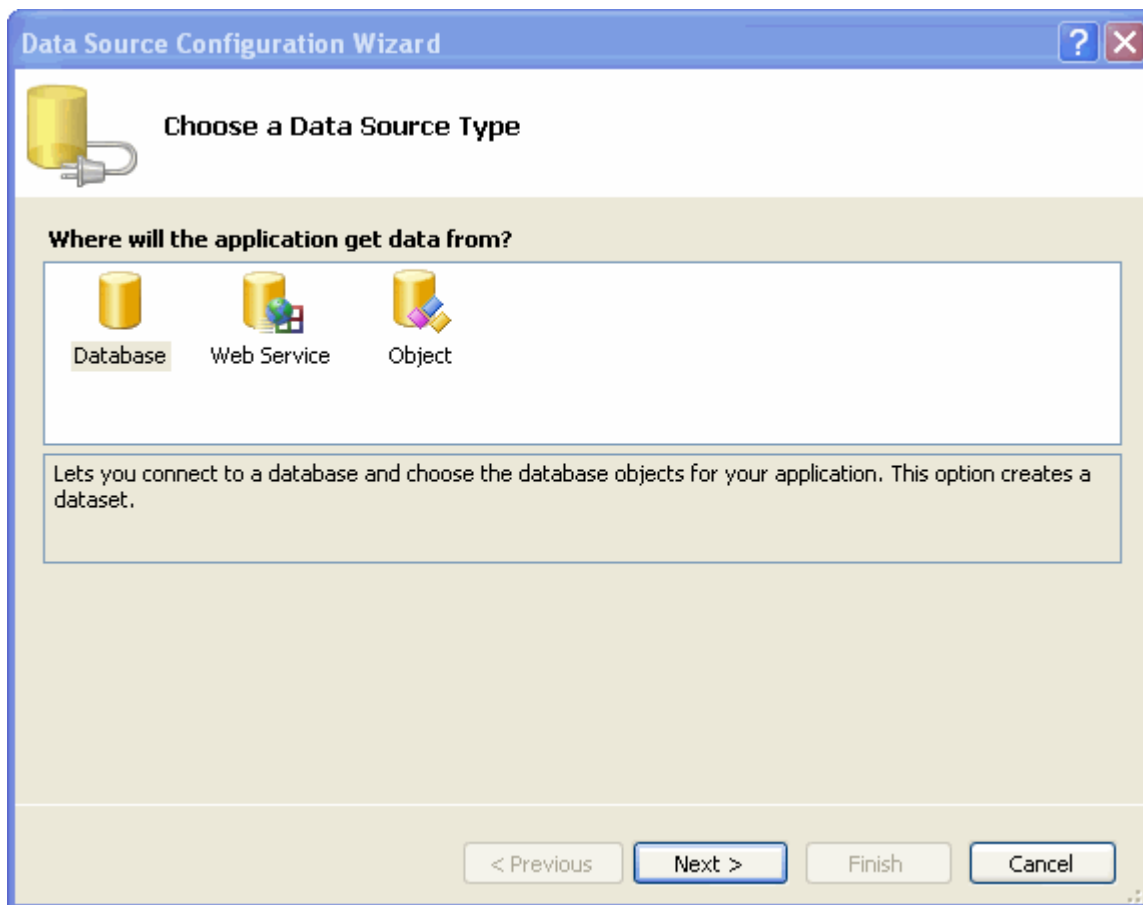 Data Source Configuration Wizard
?
Choose a Data Source Type
Where will the application get data from?
Database Web Service Object
Lets you connect to a database and choose the database objects for your application. This option creates a
dataset.
< Previous Next > Finish Cancel